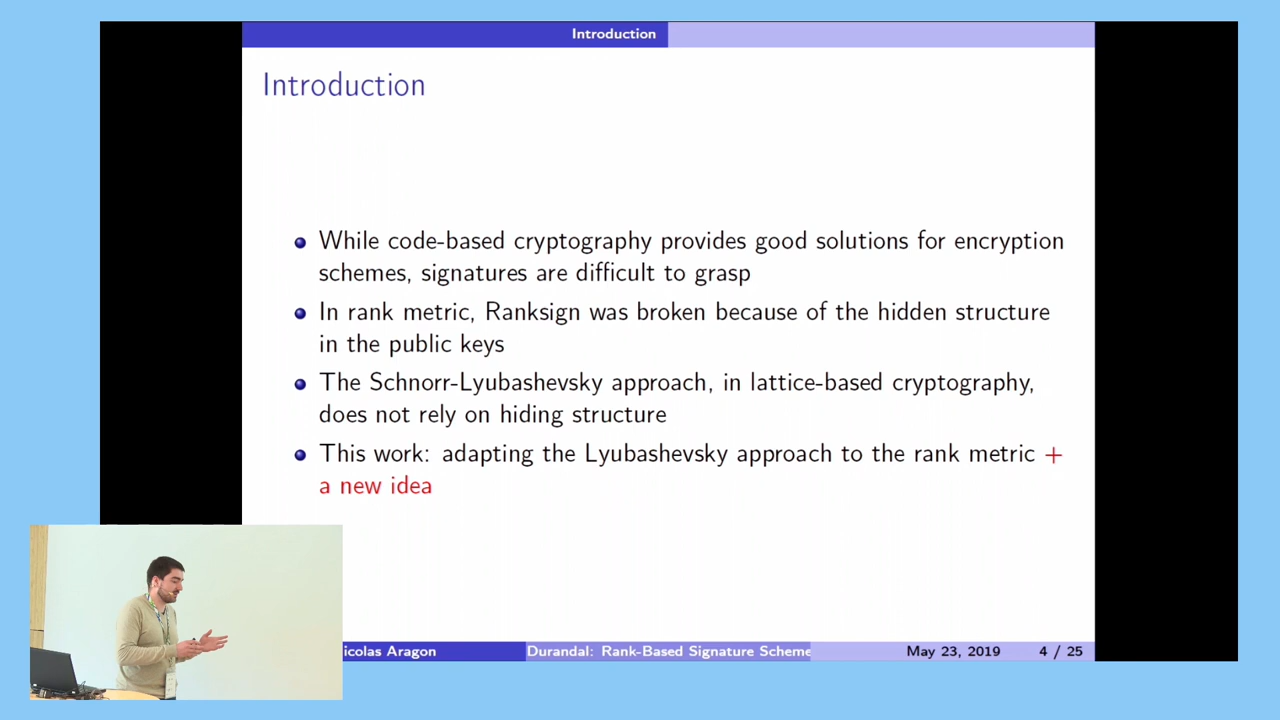 Introduction
Introduction
While code-based cryptography provides good solutions for encryption
schemes, signatures are difficult to grasp
In rank metric, Ranksign was broken because of the hidden structure
in the public keys
The Schnorr-Lyubashevsky approach, in lattice-based cryptography,
does not rely on hiding structure
This work: adapting the Lyubashevsky approach to the rank metric +
a new idea
icolas Aragon Durandal: Rank-Based Signature Scheme May 23, 2019 4 / 25